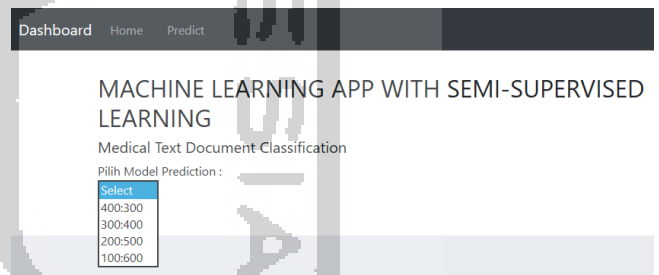 Dashboard Home Predict
MACHINE LEARNING APP WITH SEMI-SUPERVISED
LEARNING
Medical Text Document Classification
Pilih Model Prediction :
Select
400:300
300:400
200:500
100:600